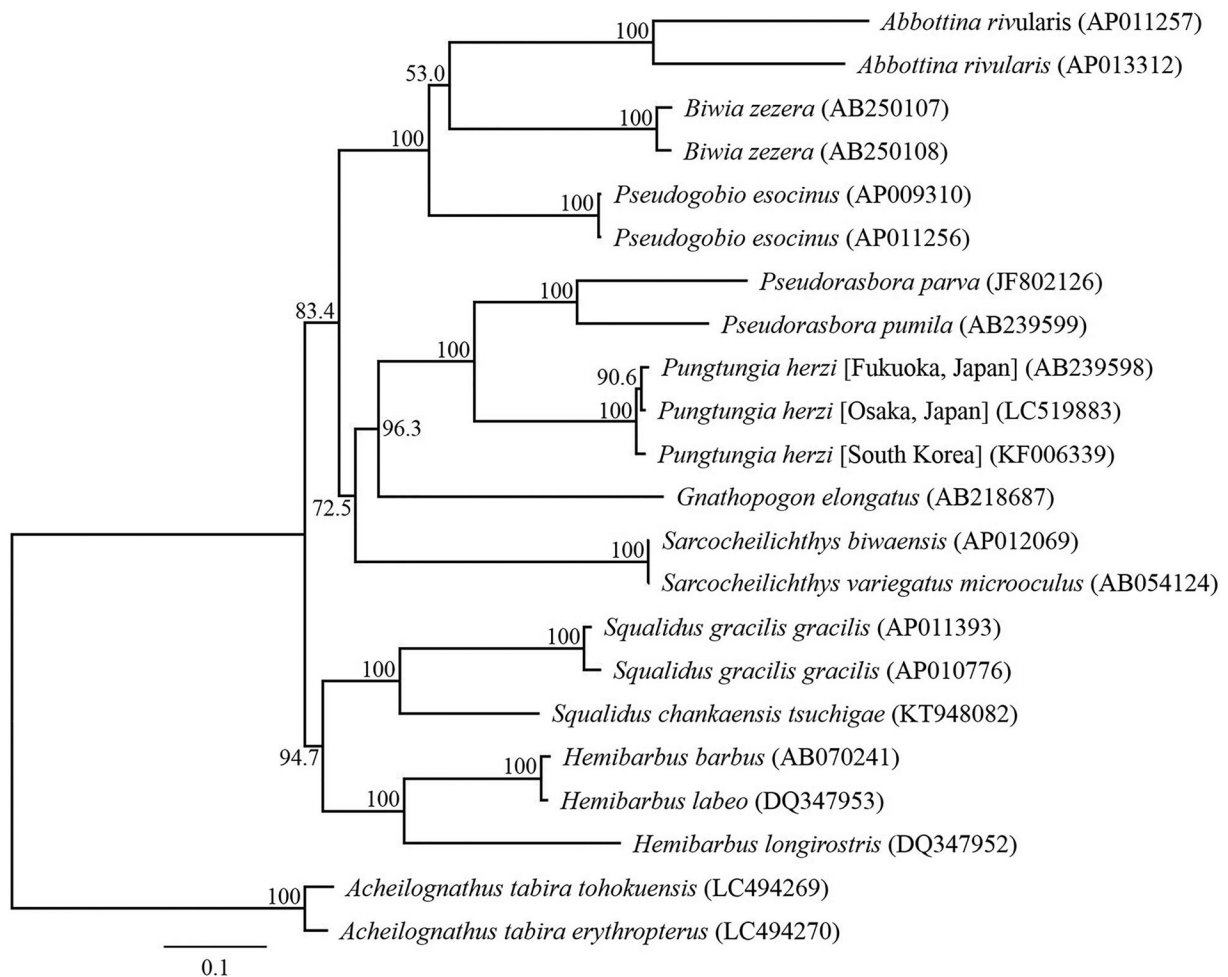 Abbottina rivularis (AP011257)
100
Abbottina rivularis (AP013312)
53.0
Biwia zezera (AB250107)
100
Biwia zezera (AB250108)
100
Pseudogobio esocinus (AP009310)
100
Pseudogobio esocinus (AP011256)
Pseudorasbora parva (JF802126)
100
Pseudorasbora pumila (AB239599)
83.4
100
Pungtungia herzi [Fukuoka, Japan] (AB239598)
90.6
Pungtungia herzi [Osaka, Japan] (LC519883)
100
96.3
Pungtungia herzi [South Korea] (KF006339)
Gnathopogon elongatus (AB218687)
72.5
Sarcocheilichthys biwaensis (AP012069)
100
Sarcocheilichthys variegatus microoculus (AB054124)
Squalidus gracilis gracilis (AP011393)
100
Squalidus gracilis gracilis (AP010776)
100
Squalidus chankaensis tsuchigae (KT948082)
94.7
Hemibarbus barbus (AB070241)
100
Hemibarbus labeo (DQ347953)
100
Hemibarbus longirostris (DQ347952)
Acheilognathus tabira tohokuensis (LC494269)
100
Acheilognathus tabira erythropterus (LC494270)
0.1